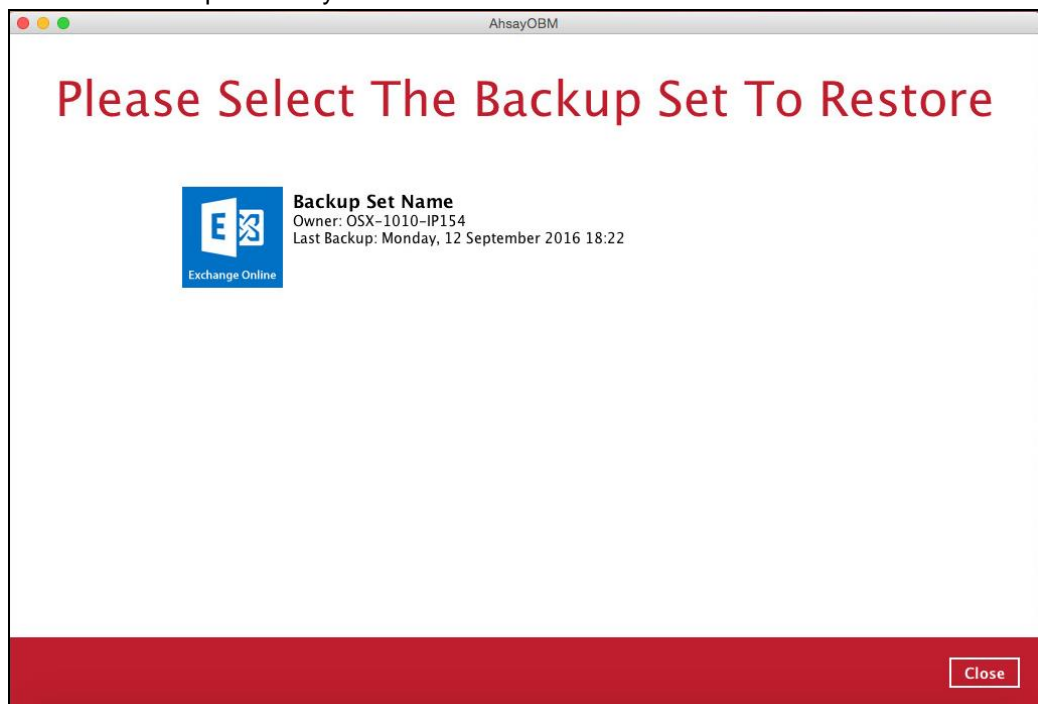 AhsayOBM
Please Select The Backup Set To Restore
E
Exchange Online
Backup Set Name
Owner: OSX-1010-IP154
Last Backup: Monday, 12 September 2016 18:22
Close